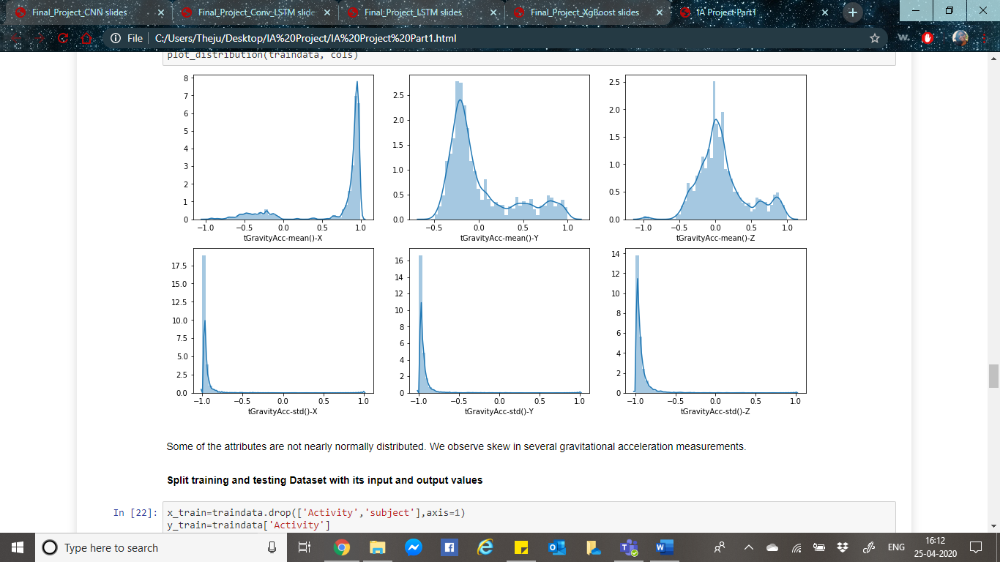 Final_Project_CNN slides
Final_Project_Conv_LSTM slide
Final_Project_LSTM slides
Final_Project_XgBoost slides
IA Project Part1
File
C:/Users/Theju/Desktop/IA%20Project/IA%20Project%20Part1.html
W.
plot_distribution(traindata, cols)
8
7
6
5
4
3
2
1
0
−1.0 −0.5 0.0 0.5 1.0
tGravityAcc-mean()-X
2.5
2.0
1.5
1.0
0.5
0.0
−0.5 0.0 0.5 1.0
tGravityAcc-mean()-Y
2.5
2.0
1.5
1.0
0.5
0.0
−1.0 −0.5 0.0 0.5 1.0
tGravityAcc-mean()-Z
17.5
15.0
12.5
10.0
7.5
5.0
2.5
0.0
−1.0 −0.5 0.0 0.5 1.0
tGravityAcc-std()-X
16
14
12
10
8
6
4
2
0
−1.0 −0.5 0.0 0.5 1.0
tGravityAcc-std()-Y
14
12
10
8
6
4
2
0
−1.0 −0.5 0.0 0.5 1.0
tGravityAcc-std()-Z
Some of the attributes are not nearly normally distributed. We observe skew in several gravitational acceleration measurements.
Split training and testing Dataset with its input and output values
In [22]: x_train=traindata.drop(['Activity','subject'],axis=1)
y_train=traindata['Activity']
Type here to search
ENG
16:12
25-04-2020